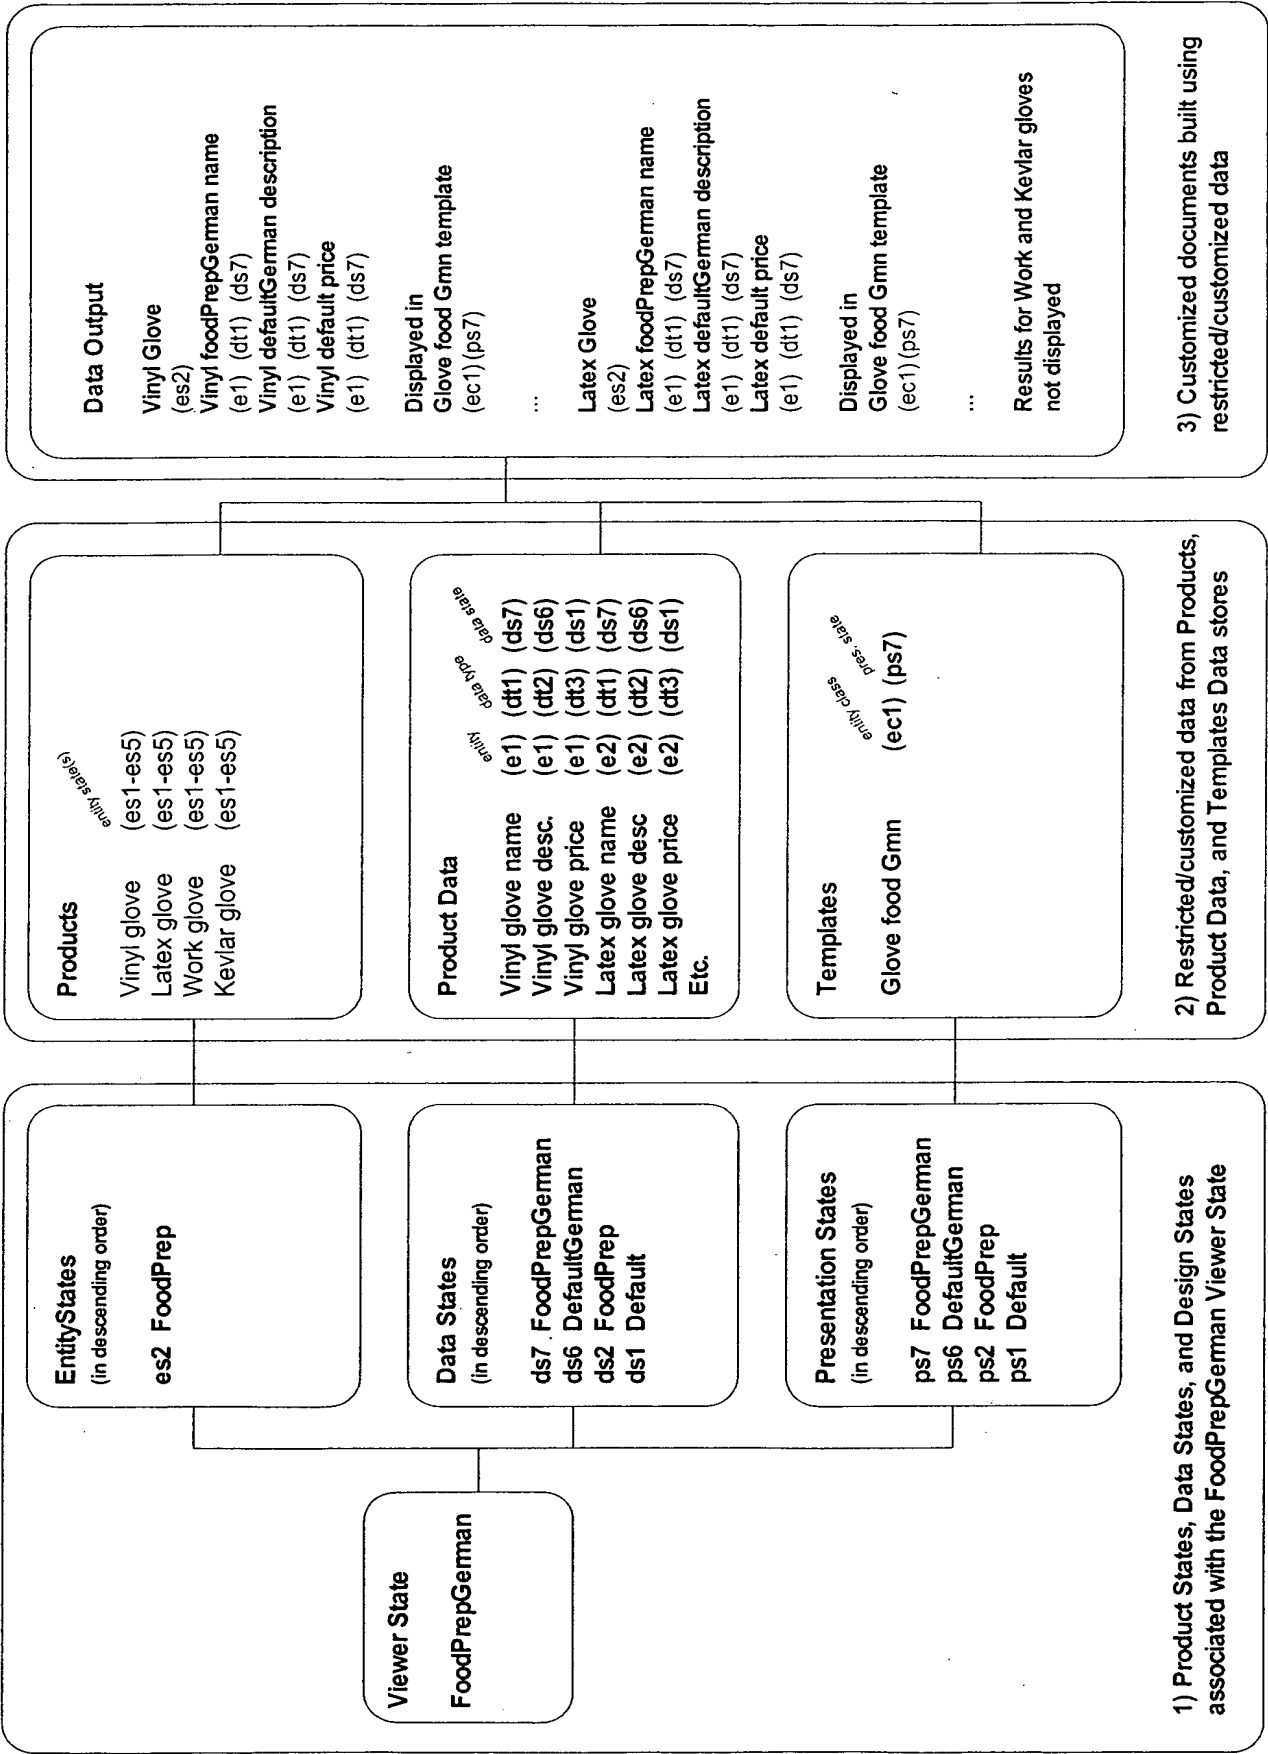 Viewer State
FoodPrepGerman
EntityStates
(in descending order)
es2 FoodPrep
Data States
(in descending order)
ds7 FoodPrepGerman
ds6 DefaultGerman
ds2 FoodPrep
ds1 Default
Presentation States
(in descending order)
ps7 FoodPrepGerman
ps6 DefaultGerman
ps2 FoodPrep
ps1 Default
1) Product States, Data States, and Design States
associated with the FoodPrepGerman Viewer State
Products
entity state(s)
Vinyl glove (es1-es5)
Latex glove (es1-es5)
Work glove (es1-es5)
Kevlar glove (es1-es5)
Product Data
entity data type data state
Vinyl glove name (e1) (dt1) (ds7)
Vinyl glove desc. (e1) (dt2) (ds6)
Vinyl glove price (e1) (dt3) (ds1)
Latex glove name (e2) (dt1) (ds7)
Latex glove desc (e2) (dt2) (ds6)
Latex glove price (e2) (dt3) (ds1)
Etc.
Templates
entity class pres. state
Glove food Gmn (ec1) (ps7)
2) Restricted/customized data from Products,
Product Data, and Templates Data stores
Data Output
Vinyl Glove
(es2)
Vinyl foodPrepGerman name
(e1) (dt1) (ds7)
Vinyl defaultGerman description
(e1) (dt1) (ds7)
Vinyl default price
(e1) (dt1) (ds7)
Displayed in
Glove food Gmn template
(ec1)(ps7)
...
Latex Glove
(es2)
Latex foodPrepGerman name
(e1) (dt1) (ds7)
Latex defaultGerman description
(e1) (dt1) (ds7)
Latex default price
(e1) (dt1) (ds7)
Displayed in
Glove food Gmn template
(ec1)(ps7)
...
Results for Work and Kevlar gloves
not displayed
3) Customized documents built using
restricted/customized data